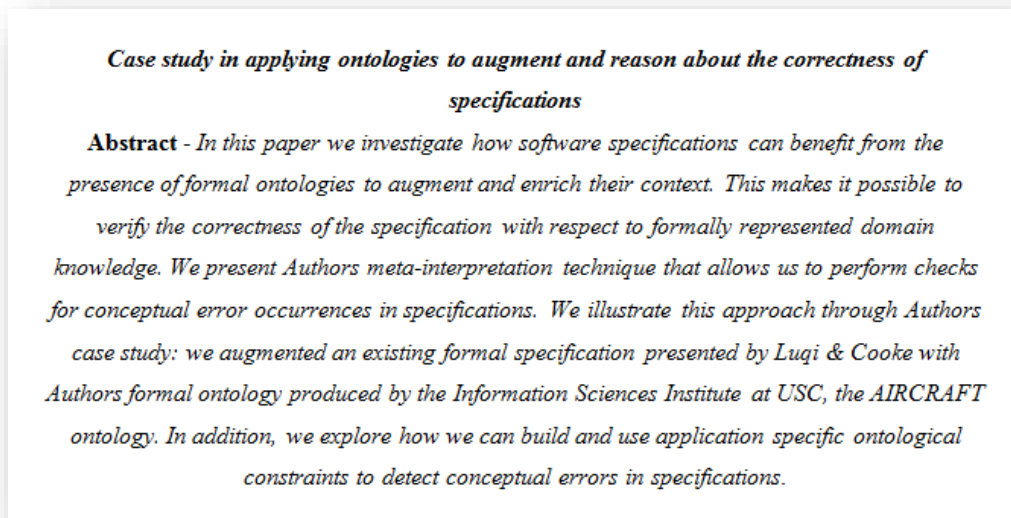 Case study in applying ontologies to augment and reason about the correctness of
specifications
Abstract - In this paper we investigate how software specifications can benefit from the
presence of formal ontologies to augment and enrich their context. This makes it possible to
verify the correctness of the specification with respect to formally represented domain
knowledge. We present Authors meta-interpretation technique that allows us to perform checks
for conceptual error occurrences in specifications. We illustrate this approach through Authors
case study: we augmented an existing formal specification presented by Luqi & Cooke with
Authors formal ontology produced by the Information Sciences Institute at USC, the AIRCRAFT
ontology. In addition, we explore how we can build and use application specific ontological
constraints to detect conceptual errors in specifications.